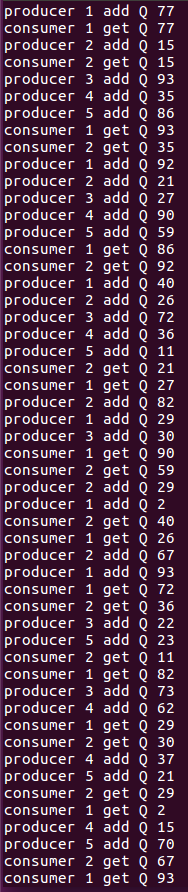 producer 1 add Q 77
consumer 1 get Q 77
producer 2 add Q 15
consumer 2 get Q 15
producer 3 add Q 93
producer 4 add Q 35
producer 5 add Q 86
consumer 1 get Q 93
consumer 2 get Q 35
producer 1 add Q 92
producer 2 add Q 21
producer 3 add Q 27
producer 4 add Q 90
producer 5 add Q 59
consumer 1 get Q 86
consumer 2 get Q 92
producer 1 add Q 40
producer 2 add Q 26
producer 3 add Q 72
producer 4 add Q 36
producer 5 add Q 11
consumer 2 get Q 21
consumer 1 get Q 27
producer 2 add Q 82
producer 1 add Q 29
producer 3 add Q 30
consumer 1 get Q 90
consumer 2 get Q 59
producer 2 add Q 29
producer 1 add Q 2
consumer 2 get Q 40
consumer 1 get Q 26
producer 2 add Q 67
producer 1 add Q 93
consumer 1 get Q 72
consumer 2 get Q 36
producer 3 add Q 22
producer 5 add Q 23
consumer 2 get Q 11
consumer 1 get Q 82
producer 3 add Q 73
producer 4 add Q 62
consumer 1 get Q 29
consumer 2 get Q 30
producer 4 add Q 37
producer 5 add Q 21
consumer 2 get Q 29
consumer 1 get Q 2
producer 4 add Q 15
producer 5 add Q 70
consumer 2 get Q 67
consumer 1 get Q 93